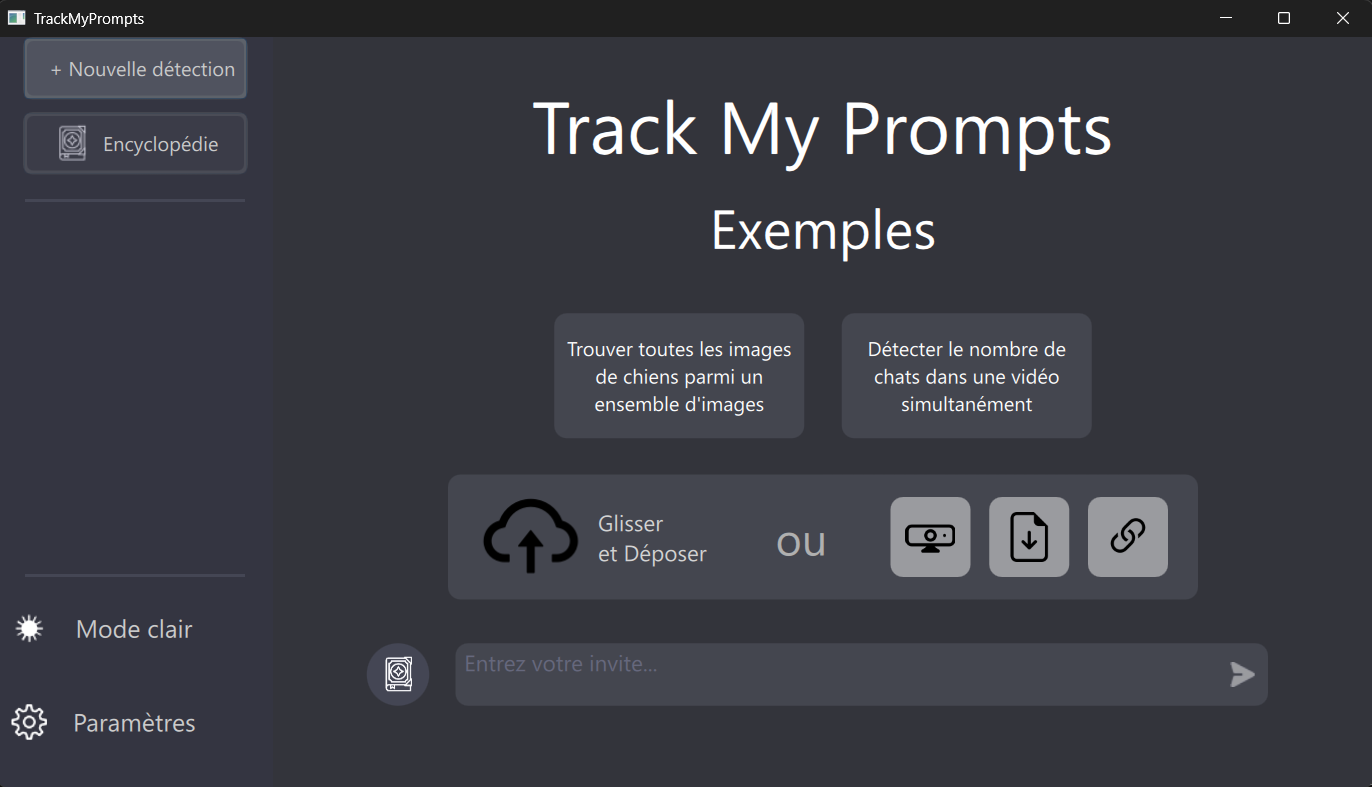 TrackMyPrompts
+ Nouvelle détection
Encyclopédie
Mode clair
Paramètres
Track My Prompts
Exemples
Trouver toutes les images
de chiens parmi un
ensemble d'images
Détecter le nombre de
chats dans une vidéo
simultanément
Glisser
et Déposer
ou
Entrez votre invite...